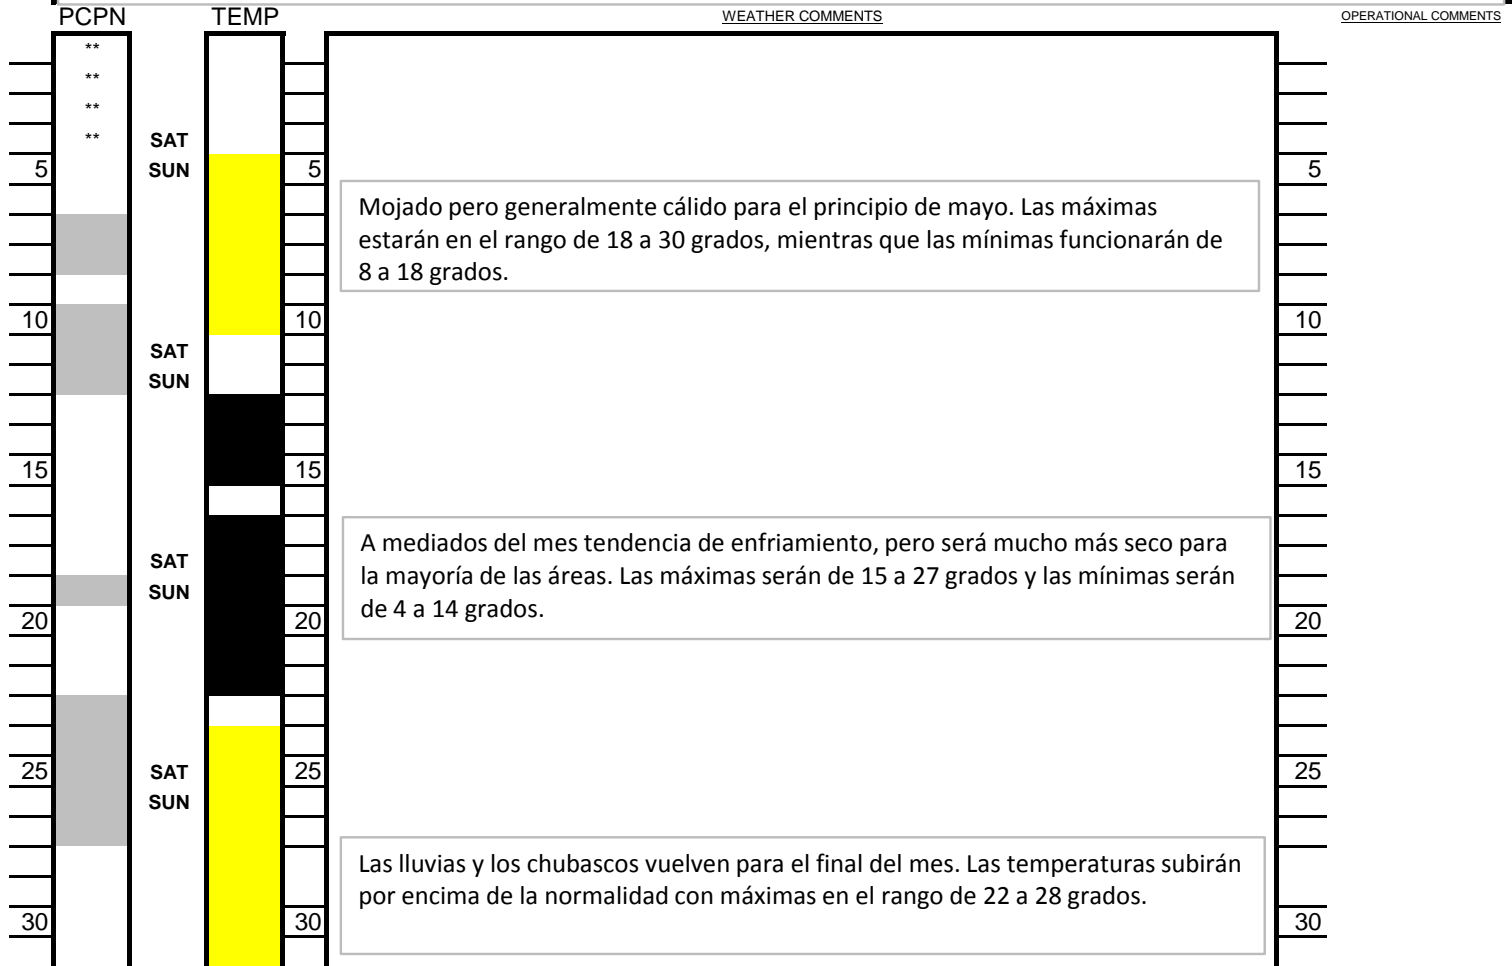 PCPN TEMP WEATHER COMMENTS OPERATIONAL COMMENTS
**
**
**
** SAT
5 SUN 5 5
Mojado pero generalmente cálido para el principio de mayo. Las máximas
estarán en el rango de 18 a 30 grados, mientras que las mínimas funcionarán de
8 a 18 grados.
10 10 10
SAT
SUN
15 15 15
A mediados del mes tendencia de enfriamiento, pero será mucho más seco para
SAT
la mayoría de las áreas. Las máximas serán de 15 a 27 grados y las mínimas serán
SUN
de 4 a 14 grados.
20 20 20
25 SAT 25 25
SUN
Las lluvias y los chubascos vuelven para el final del mes. Las temperaturas subirán
por encima de la normalidad con máximas en el rango de 22 a 28 grados.
30 30 30